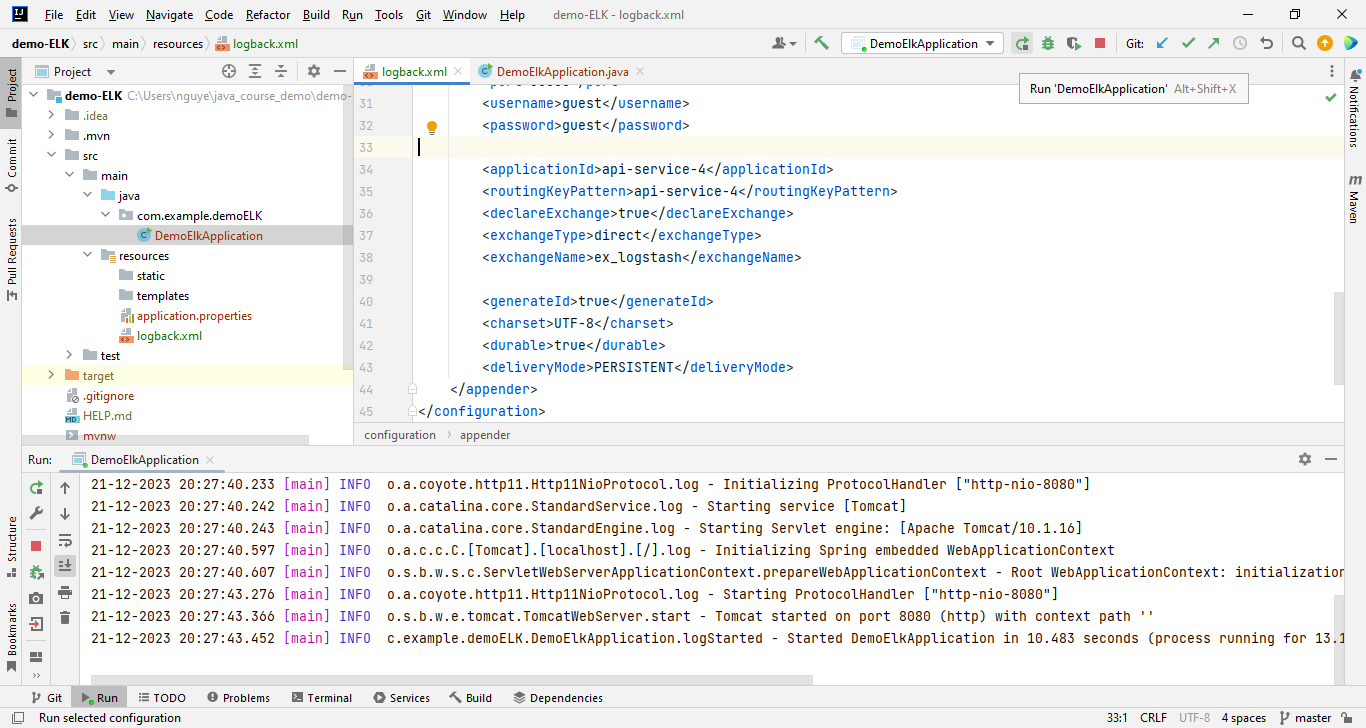 File Edit View Navigate Code Refactor Build Run Tools Git Window Help demo-ELK - logback.xml
demo-ELK src main resources logback.xml DemoElkApplication Git:
Project logback.xml DemoElkApplication.java
Run 'DemoElkApplication' Alt+Shift+X
demo-ELK C:\Users\nguye\java_course_demo\demo-
.idea
.mvn
src
main
java
com.example.demoELK
DemoElkApplication
resources
static
templates
application.properties
logback.xml
test
target
.gitignore
HELP.md
mvnw
31 <username>guest</username>
32 <password>guest</password>
33
34 <applicationId>api-service-4</applicationId>
35 <routingKeyPattern>api-service-4</routingKeyPattern>
36 <declareExchange>true</declareExchange>
37 <exchangeType>direct</exchangeType>
38 <exchangeName>ex_logstash</exchangeName>
39
40 <generateId>true</generateId>
41 <charset>UTF-8</charset>
42 <durable>true</durable>
43 <deliveryMode>PERSISTENT</deliveryMode>
44 </appender>
45 </configuration>
configuration appender
Project
Commit
Pull Requests
Structure
Bookmarks
Notifications
Maven
Run: DemoElkApplication
21-12-2023 20:27:40.233 [main] INFO o.a.coyote.http11.Http11NioProtocol.log - Initializing ProtocolHandler ["http-nio-8080"]
21-12-2023 20:27:40.242 [main] INFO o.a.catalina.core.StandardService.log - Starting service [Tomcat]
21-12-2023 20:27:40.243 [main] INFO o.a.catalina.core.StandardEngine.log - Starting Servlet engine: [Apache Tomcat/10.1.16]
21-12-2023 20:27:40.597 [main] INFO o.a.c.c.C.[Tomcat].[localhost].[/].log - Initializing Spring embedded WebApplicationContext
21-12-2023 20:27:40.607 [main] INFO o.s.b.w.s.c.ServletWebServerApplicationContext.prepareWebApplicationContext - Root WebApplicationContext: initialization
21-12-2023 20:27:43.276 [main] INFO o.a.coyote.http11.Http11NioProtocol.log - Starting ProtocolHandler ["http-nio-8080"]
21-12-2023 20:27:43.366 [main] INFO o.s.b.w.e.tomcat.TomcatWebServer.start - Tomcat started on port 8080 (http) with context path ''
21-12-2023 20:27:43.452 [main] INFO c.example.demoELK.DemoElkApplication.logStarted - Started DemoElkApplication in 10.483 seconds (process running for 13.1
Git Run TODO Problems Terminal Services Build Dependencies
Run selected configuration 33:1 CRLF UTF-8 4 spaces master